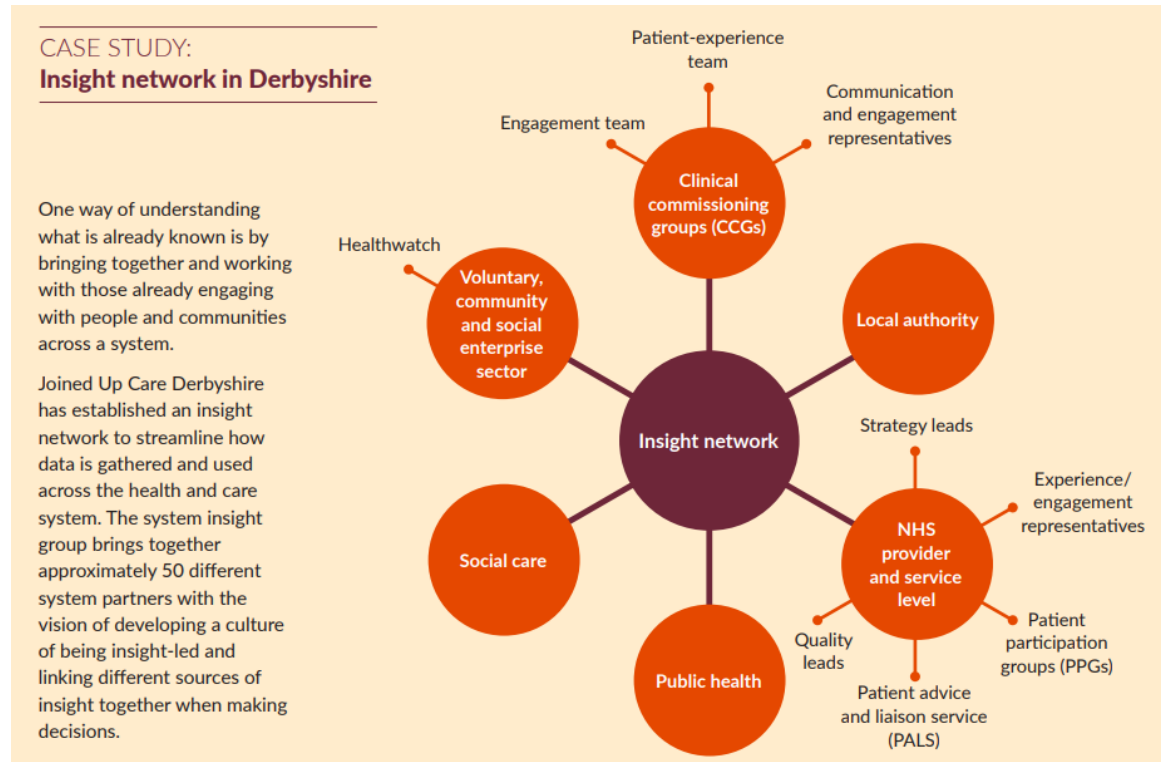 CASE STUDY:
Insight network in Derbyshire
One way of understanding
what is already known is by
bringing together and working
with those already engaging
with people and communities
across a system.
Joined Up Care Derbyshire
has established an insight
network to streamline how
data is gathered and used
across the health and care
system. The system insight
group brings together
approximately 50 different
system partners with the
vision of developing a culture
of being insight-led and
linking different sources of
insight together when making
decisions.
Patient-experience
team
Engagement team
Communication
and engagement
representatives
Clinical
commissioning
groups (CCGs)
Healthwatch
Voluntary,
community
and social
enterprise
sector
Local authority
Insight network
Strategy leads
Experience/
engagement
representatives
NHS
provider
and service
level
Social care
Quality
leads
Patient
participation
groups (PPGs)
Public health
Patient advice
and liaison service
(PALS)